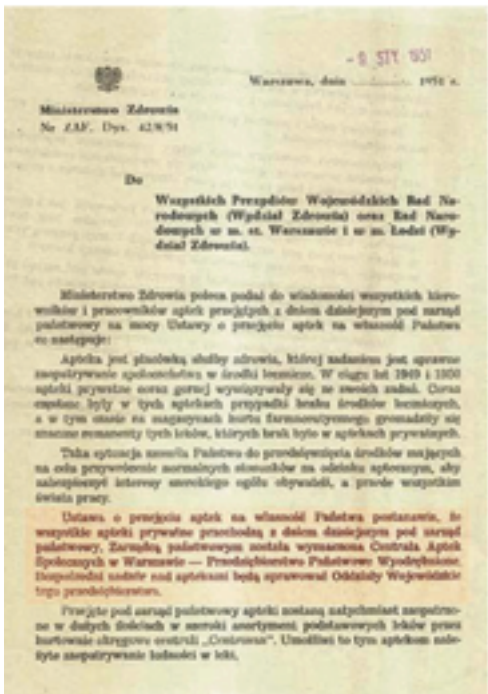 - 9 STY 1951
Warszawa, dnia 1951 r.
Ministerstwo Zdrowia
Nr ZAF. Dys. 42/8/51
Do
Wszystkich Prezydiów Wojewódzkich Rad Na-
rodowych (Wydział Zdrowia) oraz Rad Naro-
dowych w m. st. Warszawie i w m. Łodzi (Wy-
dział Zdrowia).
Ministerstwo Zdrowia poleca podać do wiadomości wszystkich kierow-
ników i pracowników aptek przejętych z dniem dzisiejszym pod zarząd
państwowy na mocy Ustawy o przejęciu aptek na własność Państwa
co następuje:
Apteka jest placówką służby zdrowia, której zadaniem jest sprawne
zaopatrywanie społeczeństwa w środki lecznicze. W ciągu lat 1949 i 1950
apteki prywatne coraz gorzej wywiązywały się ze swoich zadań. Coraz
częstsze były w tych aptekach przypadki braku środków leczniczych,
a w tym czasie na magazynach hurtu farmaceutycznego gromadziły się
znaczne remanenty tych leków, których brak było w aptekach prywatnych.
Taka sytuacja zmusiła Państwo do przedsięwzięcia środków mających
na celu przywrócenie normalnych stosunków na odcinku aptecznym, aby
zabezpieczyć interesy szerokiego ogółu obywateli, a przede wszystkim
świata pracy.
Ustawa o przejęciu aptek na własność Państwa postanawia, że
wszystkie apteki prywatne przechodzą z dniem dzisiejszym pod zarząd
państwowy. Zarządcą państwowym została wyznaczona Centrala Aptek
Społecznych w Warszawie — Przedsiębiorstwo Państwowe Wyodrębnione.
Bezpośredni nadzór nad aptekami będą sprawować Oddziały Wojewódzkie
tego przedsiębiorstwa.
Przejęte pod zarząd państwowy apteki zostaną natychmiast zaopatrzo-
ne w dużych ilościach w szeroki asortyment podstawowych leków przez
hurtownie okręgowe centrali „Centrosan". Umożliwi to tym aptekom nale-
żyte zaopatrywanie ludności w leki.